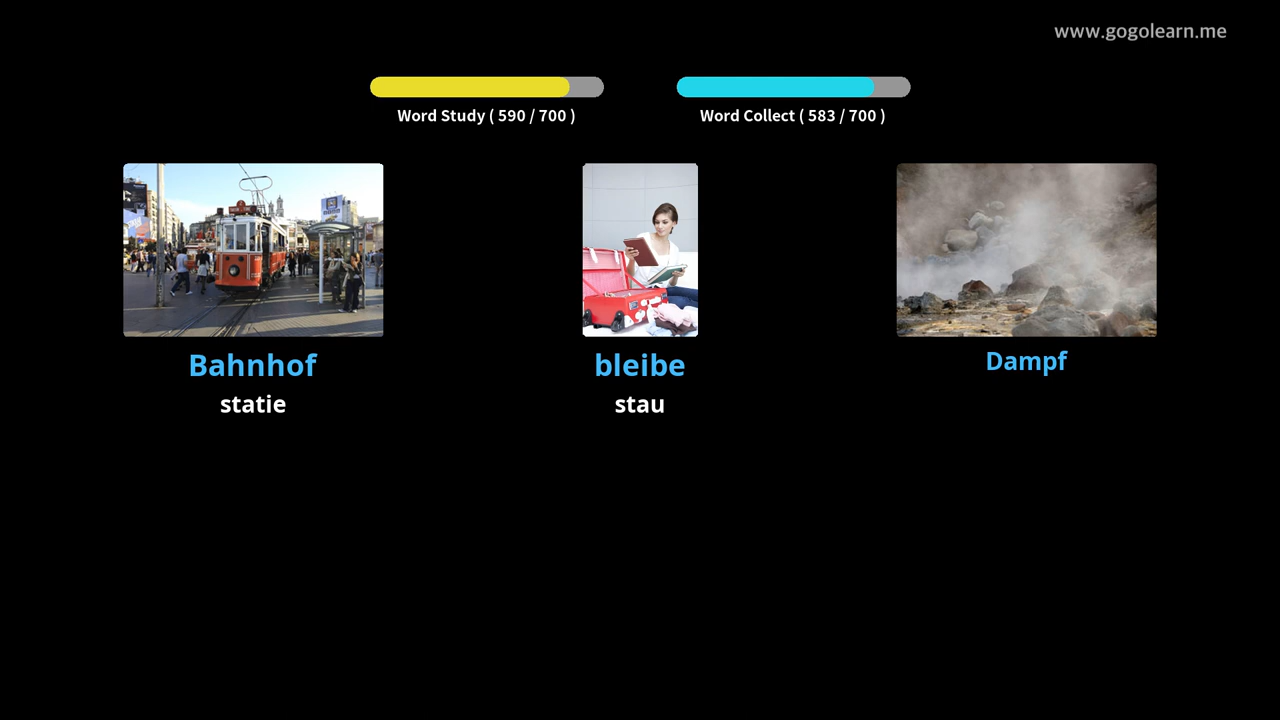 www.gogolearn.me
Word Study ( 590 / 700 )
Word Collect ( 583 / 700 )
Bahnhof
statie
bleibe
stau
Dampf